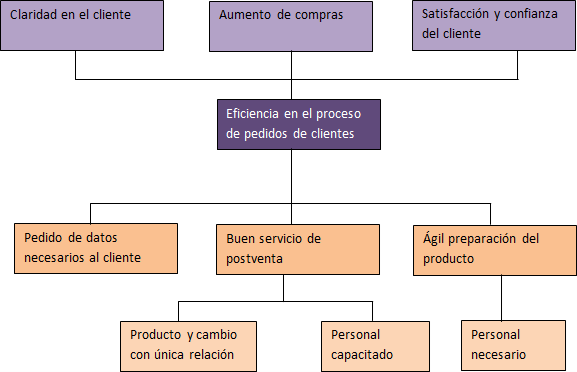 Claridad en el cliente
Aumento de compras
Satisfacción y confianza
del cliente
Eficiencia en el proceso
de pedidos de clientes
Pedido de datos
necesarios al cliente
Buen servicio de
postventa
Ágil preparación del
producto
Producto y cambio
con única relación
Personal
capacitado
Personal
necesario